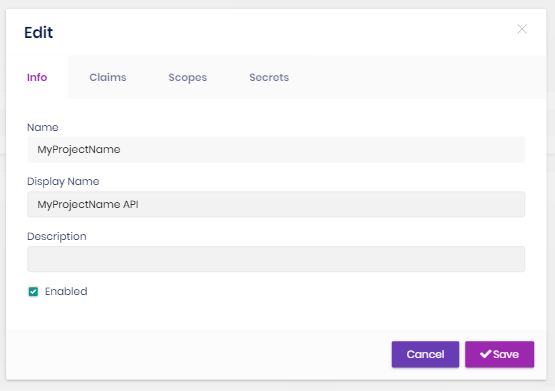 Edit
Info Claims Scopes Secrets
Name
MyProjectName
Display Name
MyProjectName API
Description
Enabled
Cancel Save